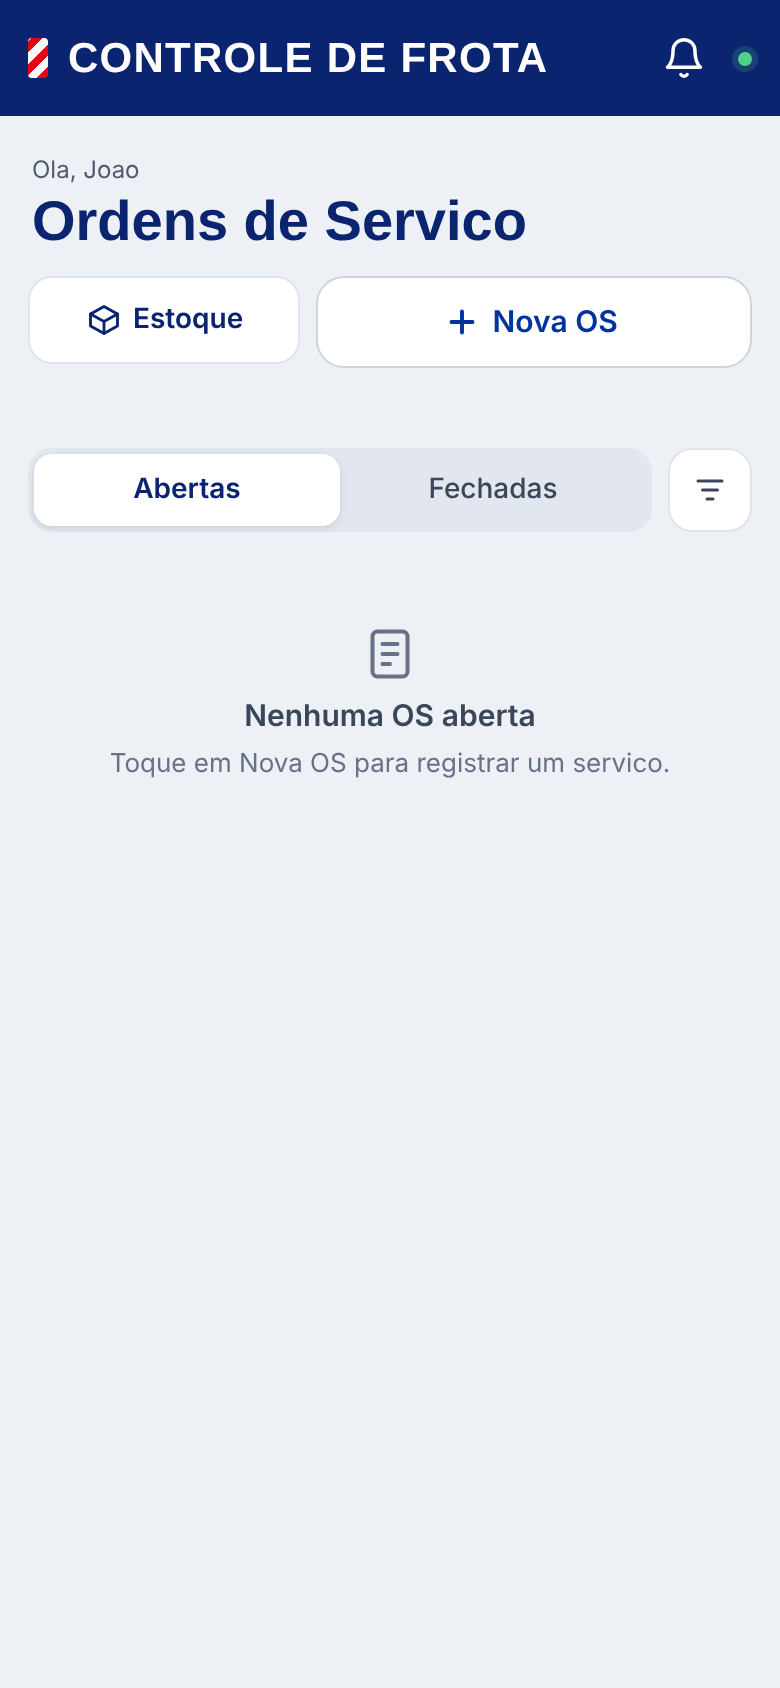 CONTROLE DE FROTA
Ola, Joao
Ordens de Servico
Estoque
Nova OS
Abertas
Fechadas
Nenhuma OS aberta
Toque em Nova OS para registrar um servico.